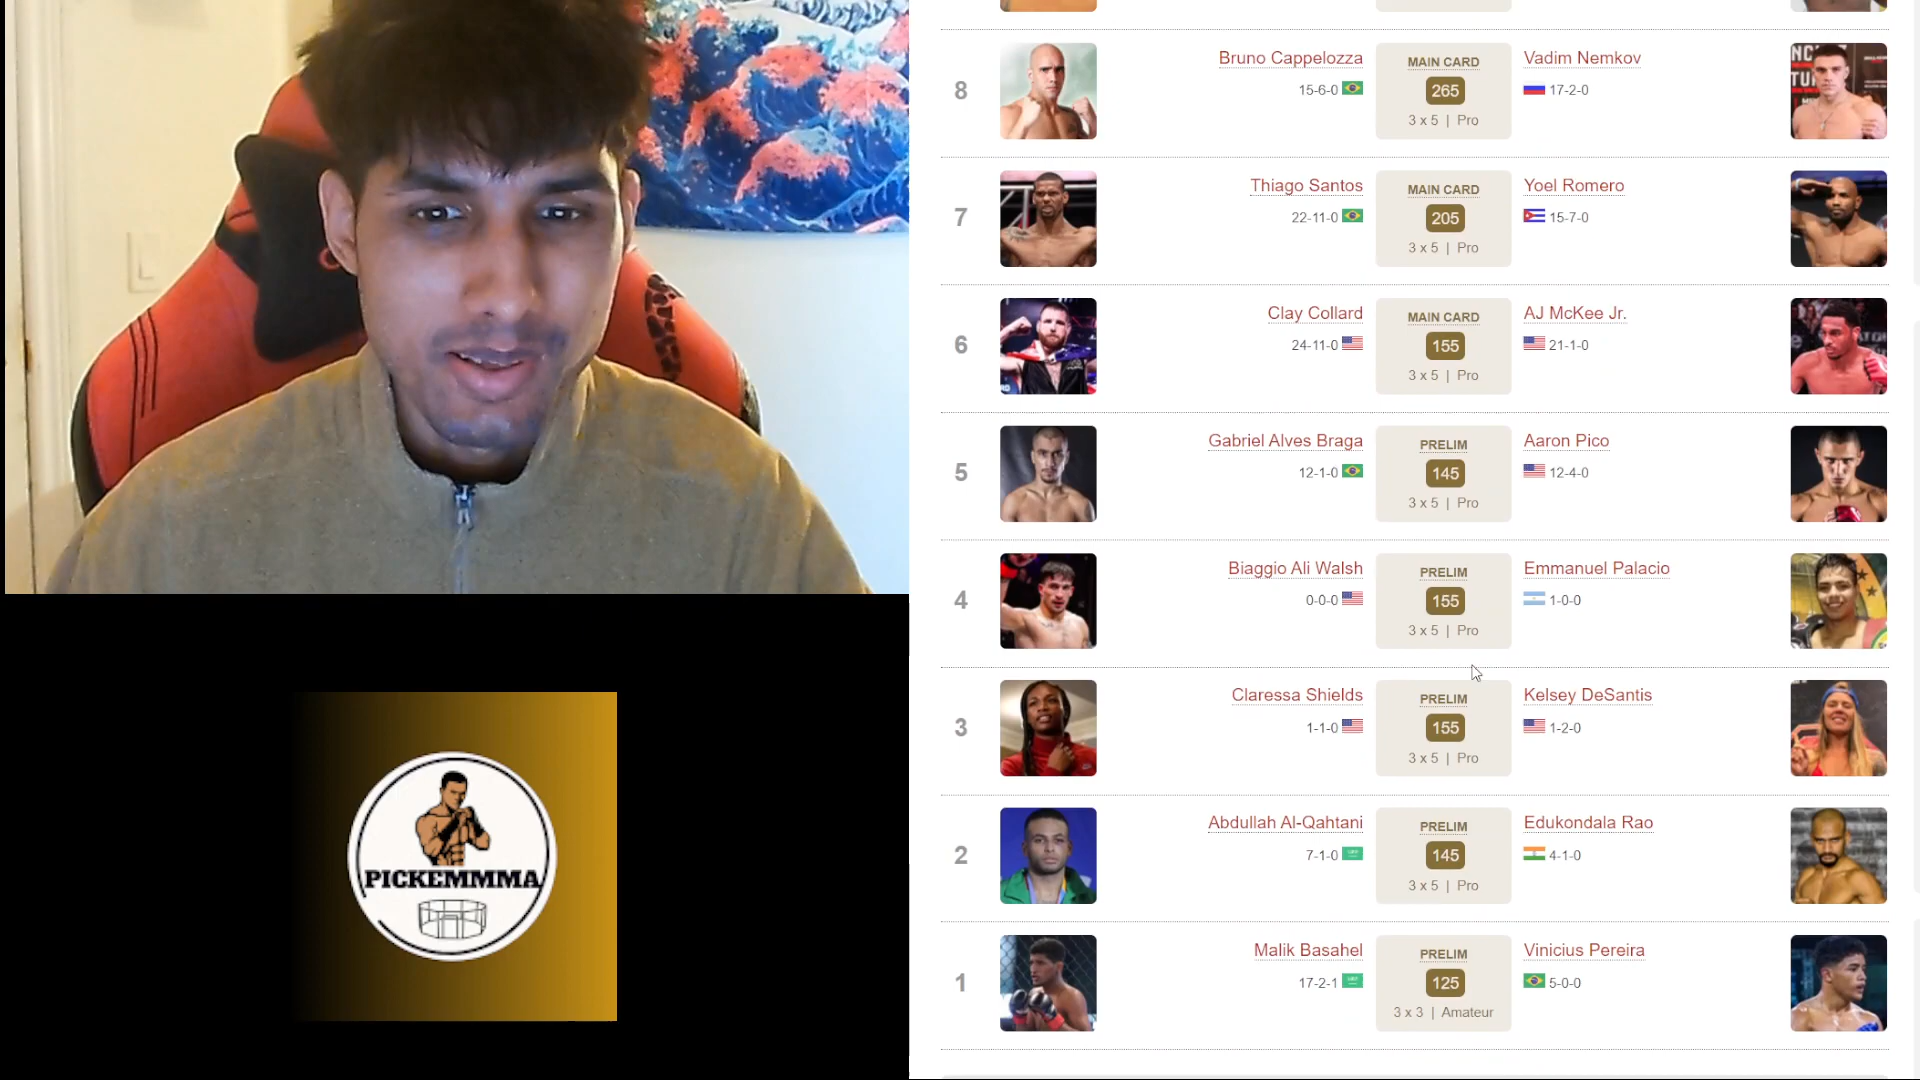 8
Bruno Cappelozza
15-6-0
MAIN CARD
265
3 x 5 | Pro
Vadim Nemkov
17-2-0
7
Thiago Santos
22-11-0
MAIN CARD
205
3 x 5 | Pro
Yoel Romero
15-7-0
6
Clay Collard
24-11-0
MAIN CARD
155
3 x 5 | Pro
AJ McKee Jr.
21-1-0
5
Gabriel Alves Braga
12-1-0
PRELIM
145
3 x 5 | Pro
Aaron Pico
12-4-0
4
Biaggio Ali Walsh
0-0-0
PRELIM
155
3 x 5 | Pro
Emmanuel Palacio
1-0-0
3
Claressa Shields
1-1-0
PRELIM
155
3 x 5 | Pro
Kelsey DeSantis
1-2-0
2
Abdullah Al-Qahtani
7-1-0
PRELIM
145
3 x 5 | Pro
Edukondala Rao
4-1-0
1
Malik Basahel
17-2-1
PRELIM
125
3 x 3 | Amateur
Vinicius Pereira
5-0-0
PICKEMMMA